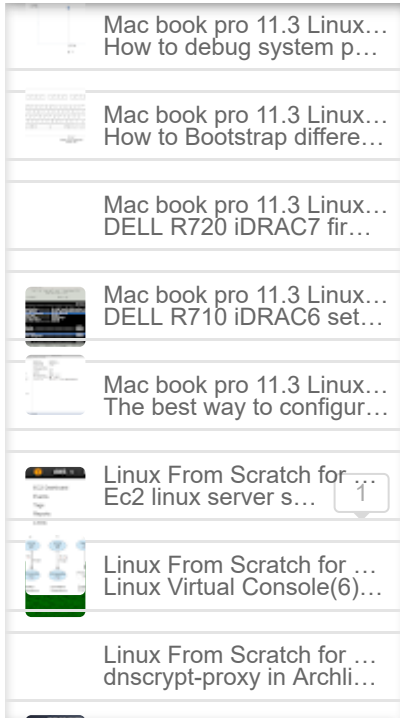 Mac book pro 11.3 Linux…
How to debug system p…
Mac book pro 11.3 Linux…
How to Bootstrap differe…
Mac book pro 11.3 Linux…
DELL R720 iDRAC7 fir…
Mac book pro 11.3 Linux…
DELL R710 iDRAC6 set…
Mac book pro 11.3 Linux…
The best way to configur…
Linux From Scratch for …
Ec2 linux server s…
1
Linux From Scratch for …
Linux Virtual Console(6)…
Linux From Scratch for …
dnscrypt-proxy in Archli…